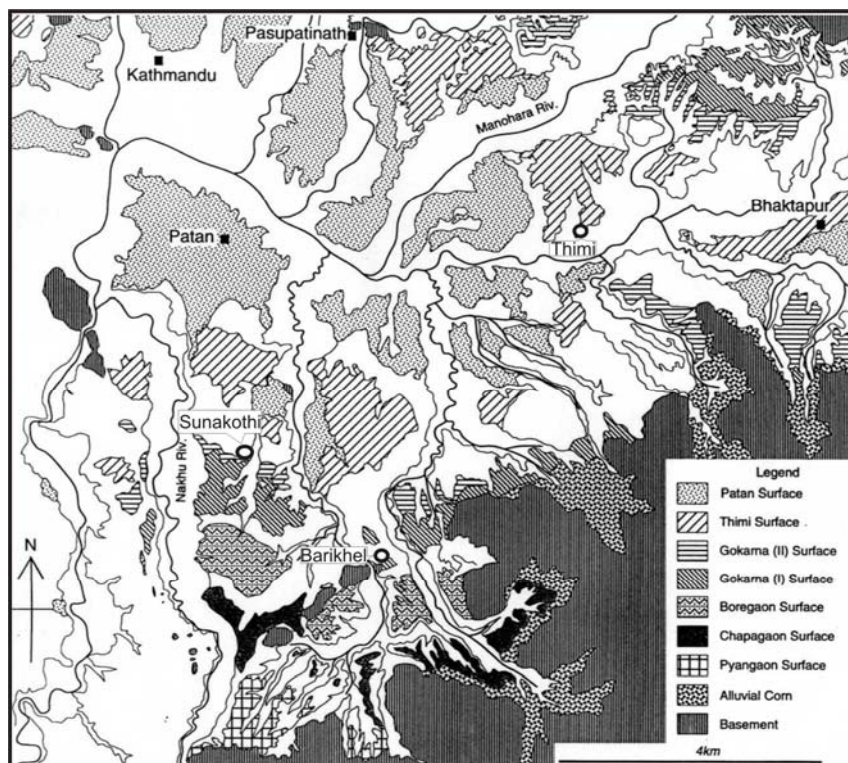 Pasupatinath
Kathmandu
Manohara Riv.
Bhaktapur
Patan
Thimi
Sunakothi
Nakhu Riv.
Barikhel
N
Legend
Patan Surface
Thimi Surface
Gokarna (II) Surface
Gokarna (I) Surface
Boregaon Surface
Chapagaon Surface
Pyangaon Surface
Alluvial Corn
Basement
4km